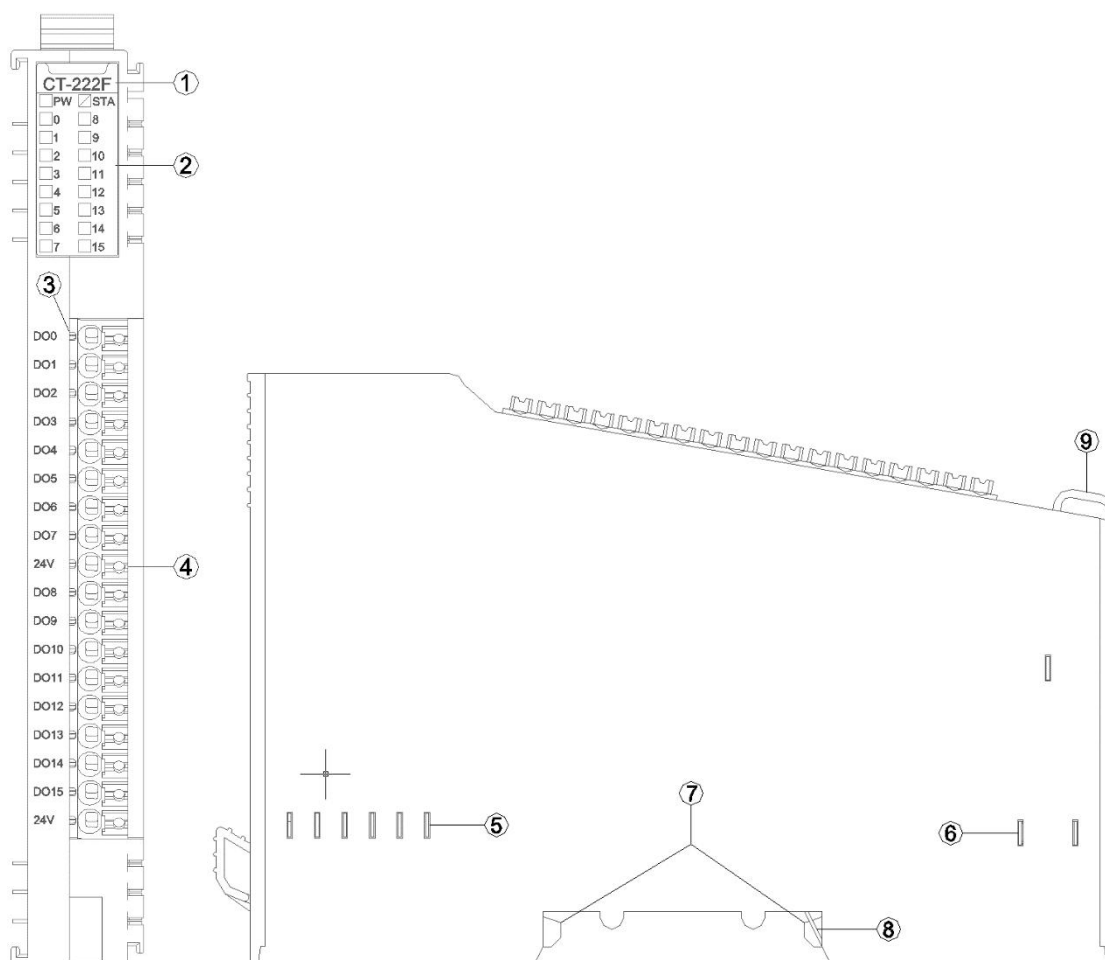 CT-222F
PW STA
0 8
1 9
2 10
3 11
4 12
5 13
6 14
7 15
DO0
DO1
DO2
DO3
DO4
DO5
DO6
DO7
24V
DO8
DO9
DO10
DO11
DO12
DO13
DO14
DO15
24V
1
2
3
4
5
6
7
8
9